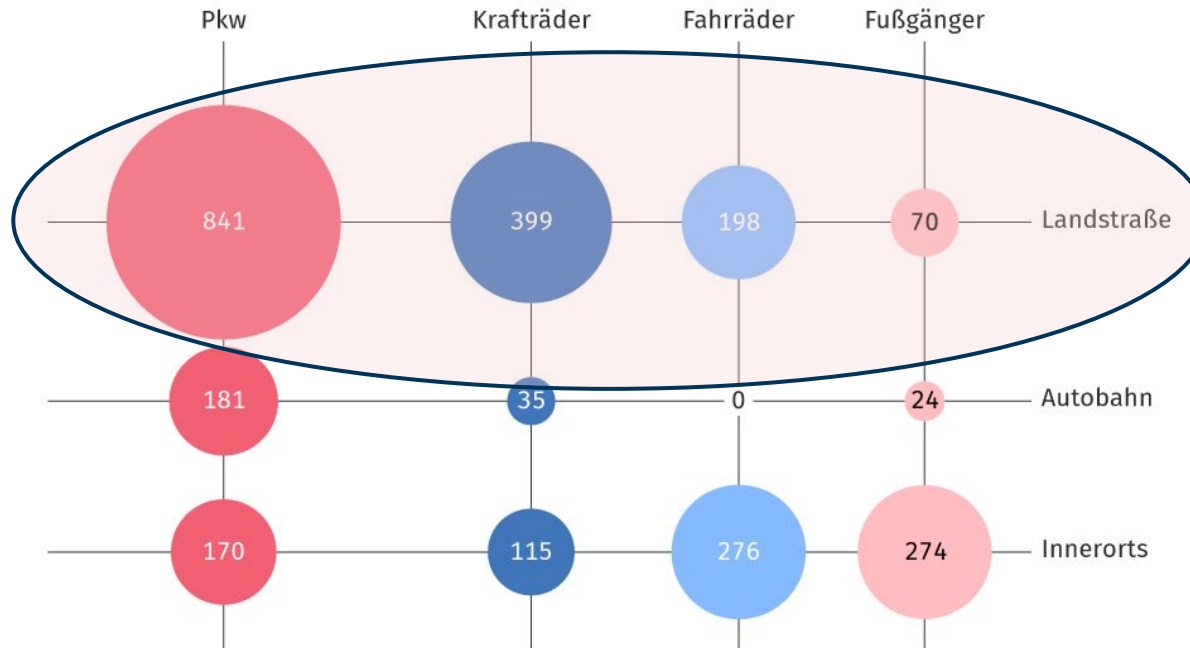 Pkw Krafträder Fahrräder Fußgänger
841 399 198 70 Landstraße
181 35 0 24 Autobahn
170 115 276 274 Innerorts